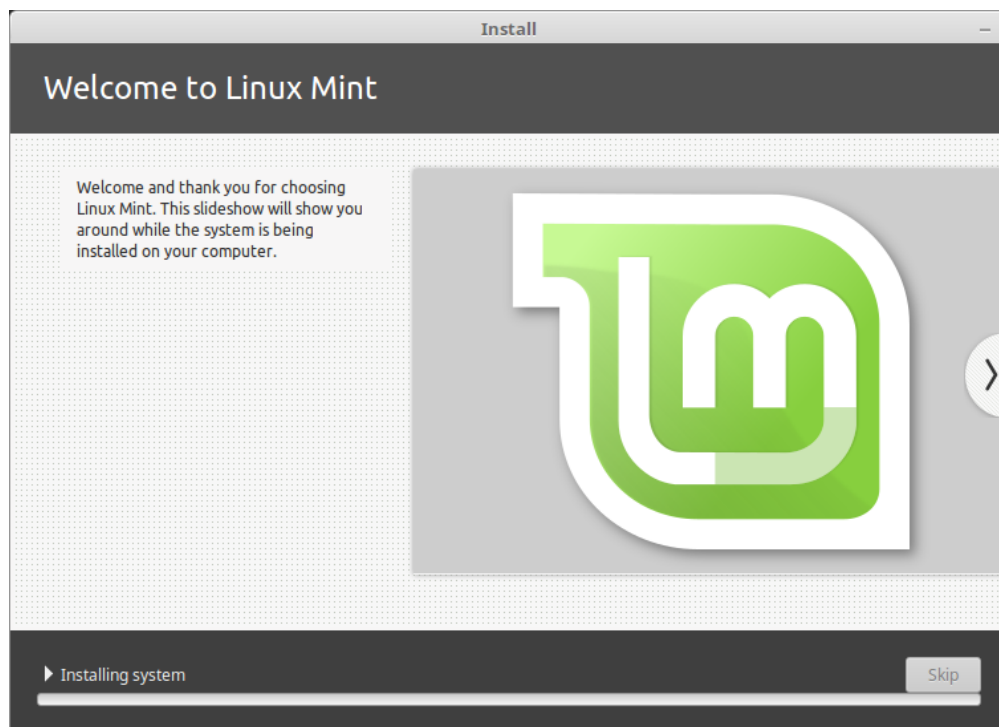 Install
Welcome to Linux Mint
Welcome and thank you for choosing
Linux Mint. This slideshow will show you
around while the system is being
installed on your computer.
lm
Installing system
Skip